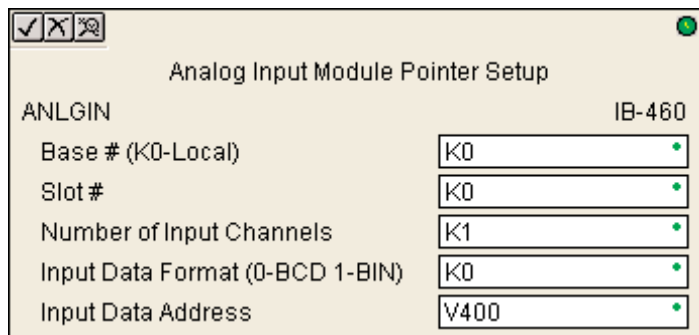 Analog Input Module Pointer Setup
ANLGIN IB-460
Base # (K0-Local) K0
Slot # K0
Number of Input Channels K1
Input Data Format (0-BCD 1-BIN) K0
Input Data Address V400